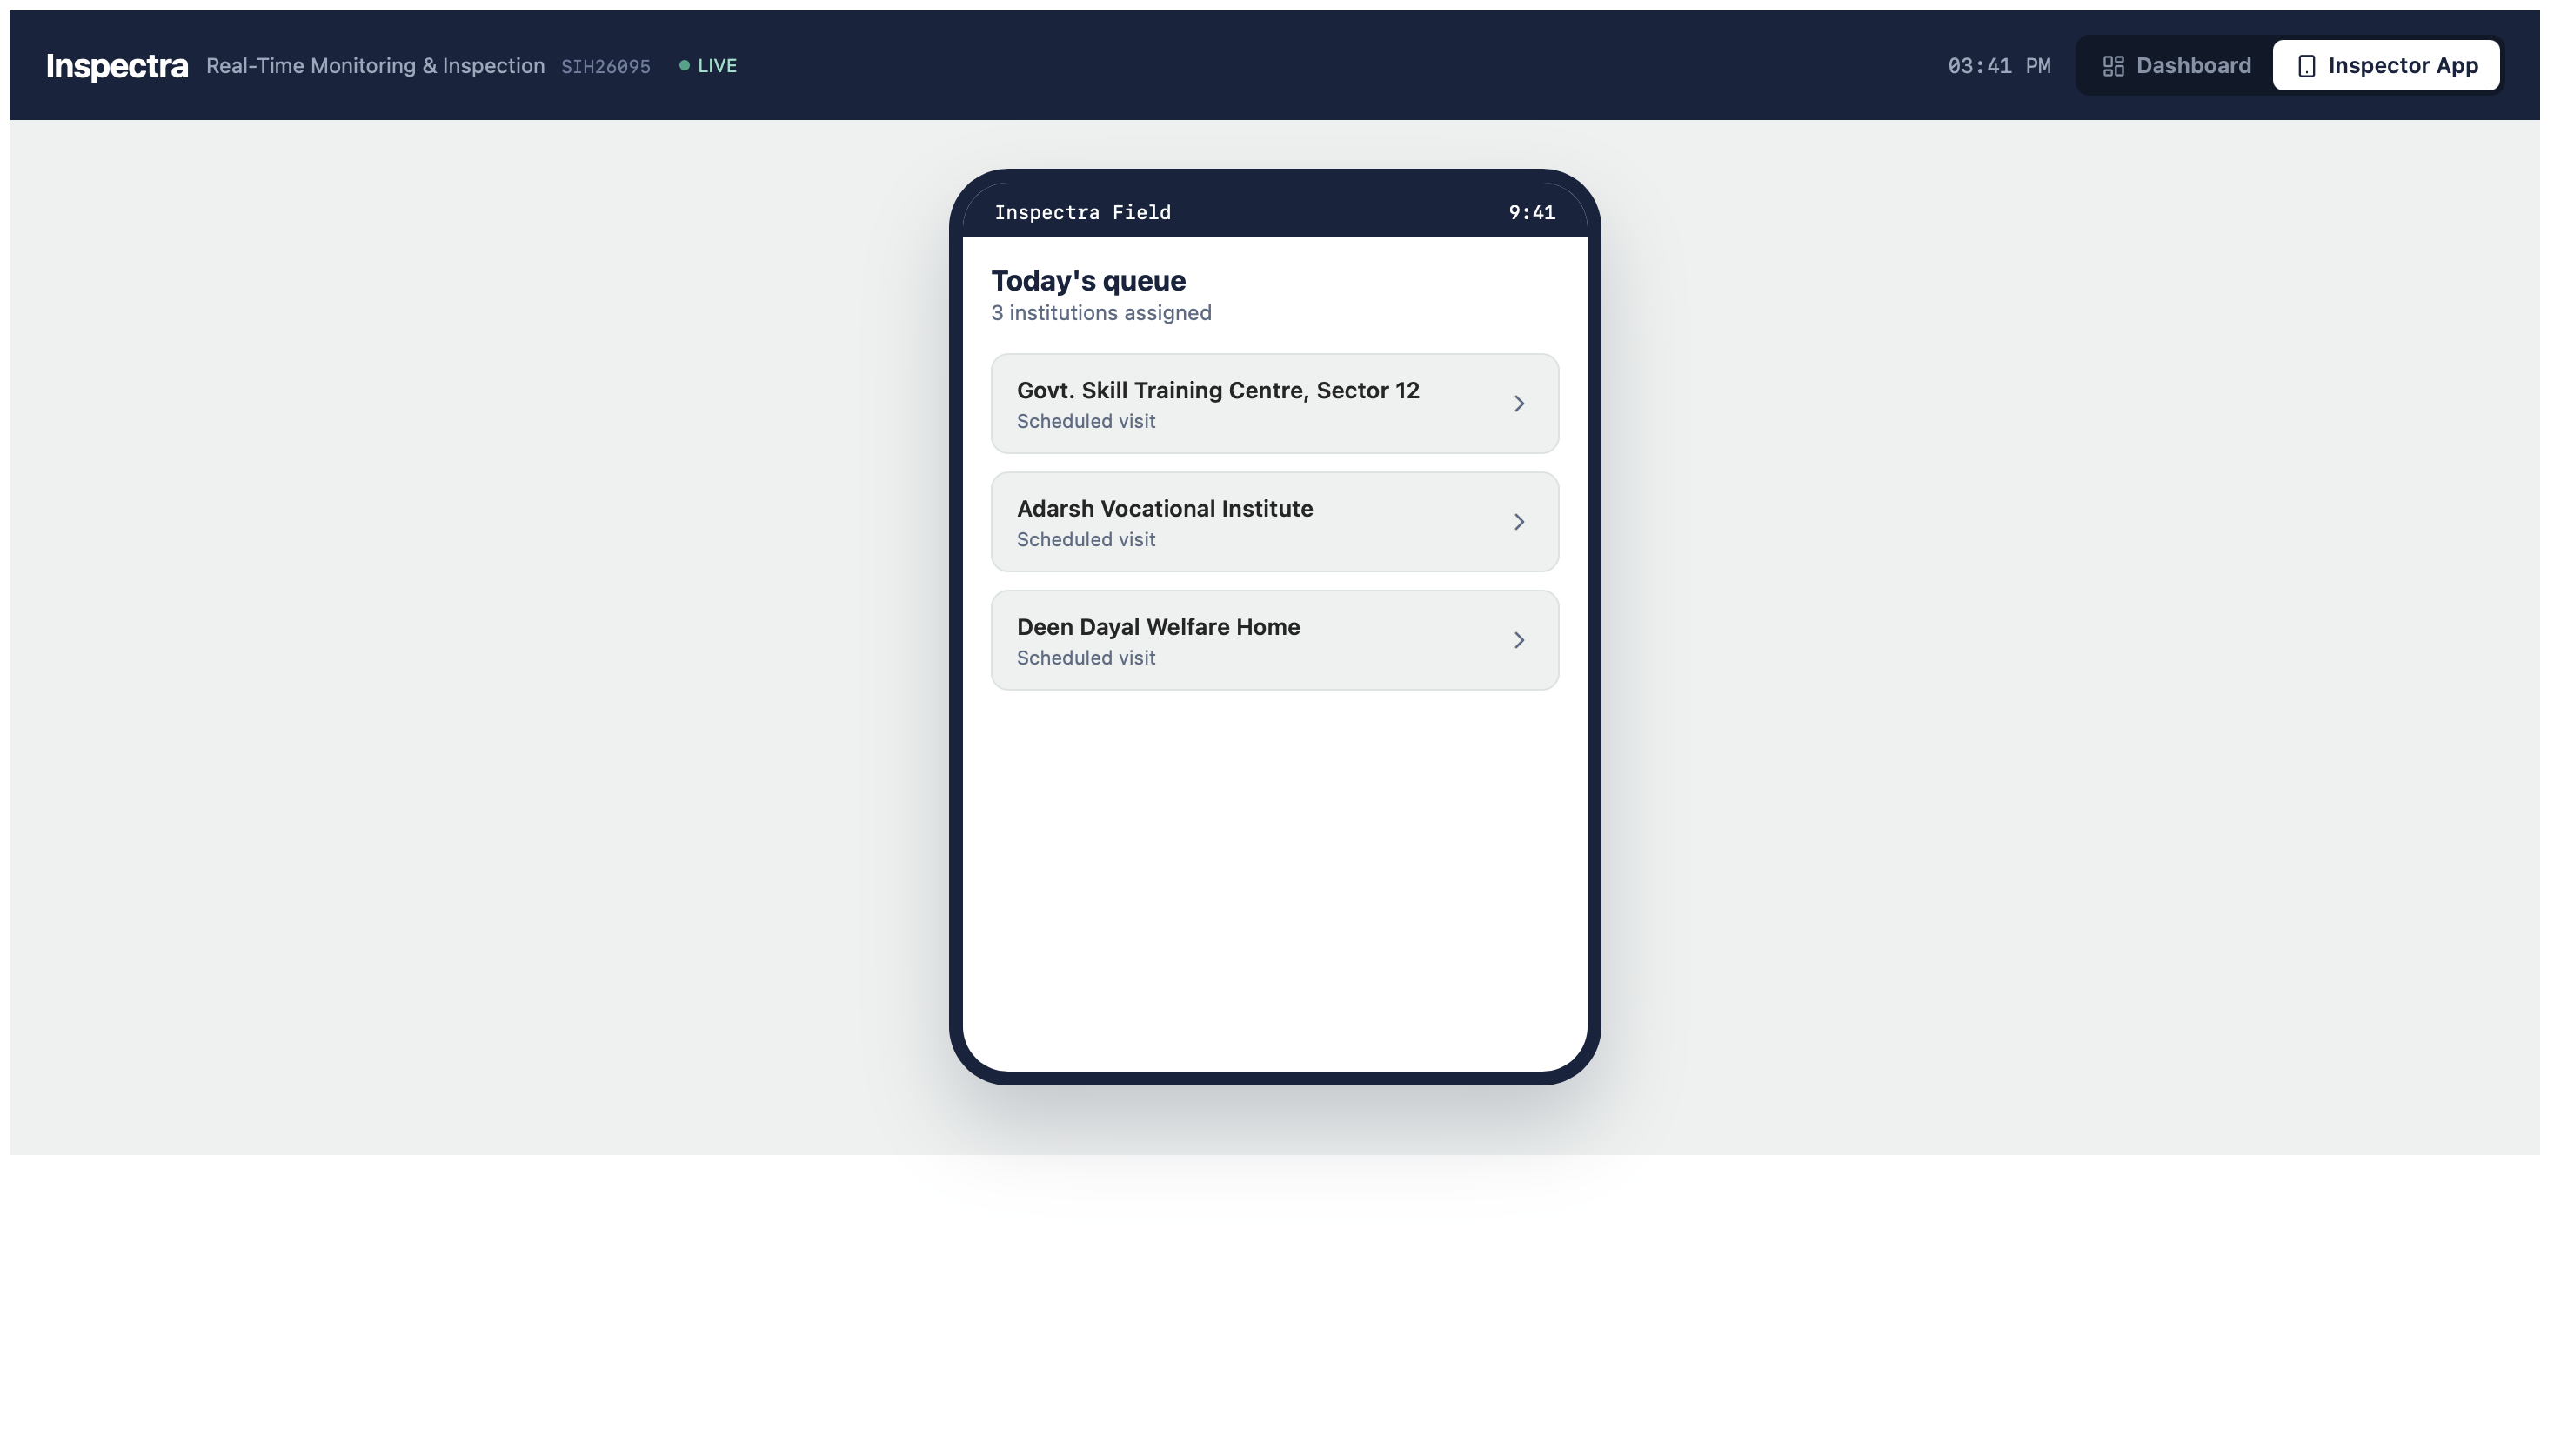 Inspectra Real-Time Monitoring & Inspection SIH26095 LIVE 03:41 PM Dashboard Inspector App
Inspectra Field 9:41
Today's queue
3 institutions assigned
Govt. Skill Training Centre, Sector 12
Scheduled visit
Adarsh Vocational Institute
Scheduled visit
Deen Dayal Welfare Home
Scheduled visit